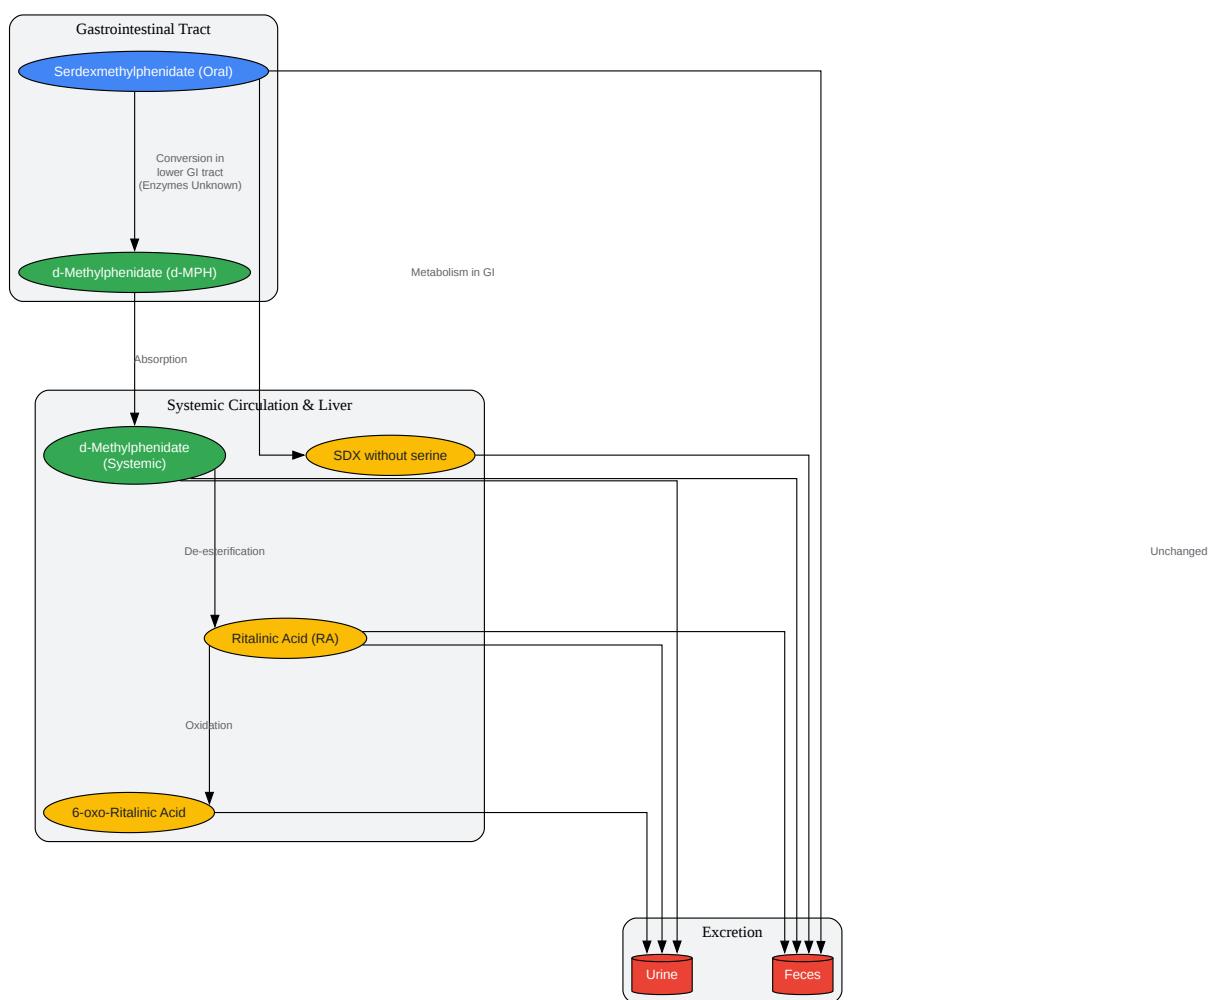 Gastrointestinal Tract
Serdexmethylphenidate (Oral)
Conversion in
lower GI tract
(Enzymes Unknown)
d-Methylphenidate (d-MPH)
Metabolism in GI
Absorption
Systemic Circulation & Liver
d-Methylphenidate
(Systemic)
SDX without serine
De-esterification
Unchanged
Ritalinic Acid (RA)
Oxidation
6-oxo-Ritalinic Acid
Excretion
Urine
Feces